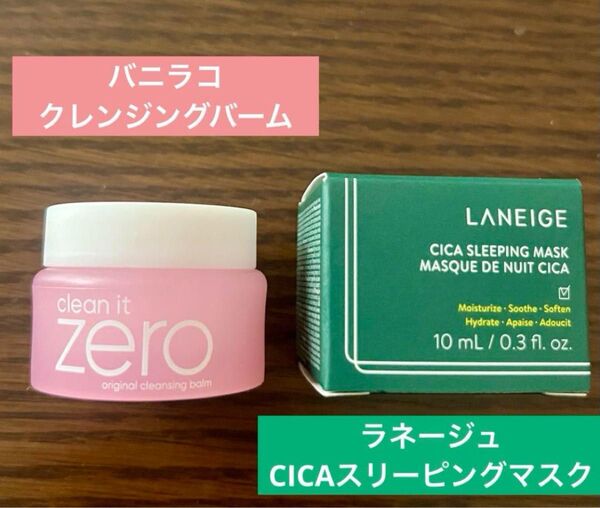 バニラコ
クレンジングバーム
clean it
zero
original cleansing balm
LANEIGE
CICA SLEEPING MASK
MASQUE DE NUIT CICA
Moisturize · Soothe · Soften
Hydrate · Apaise · Adoucit
10 mL / 0.3 fl. oz.
ラネージュ
CICAスリーピングマスク